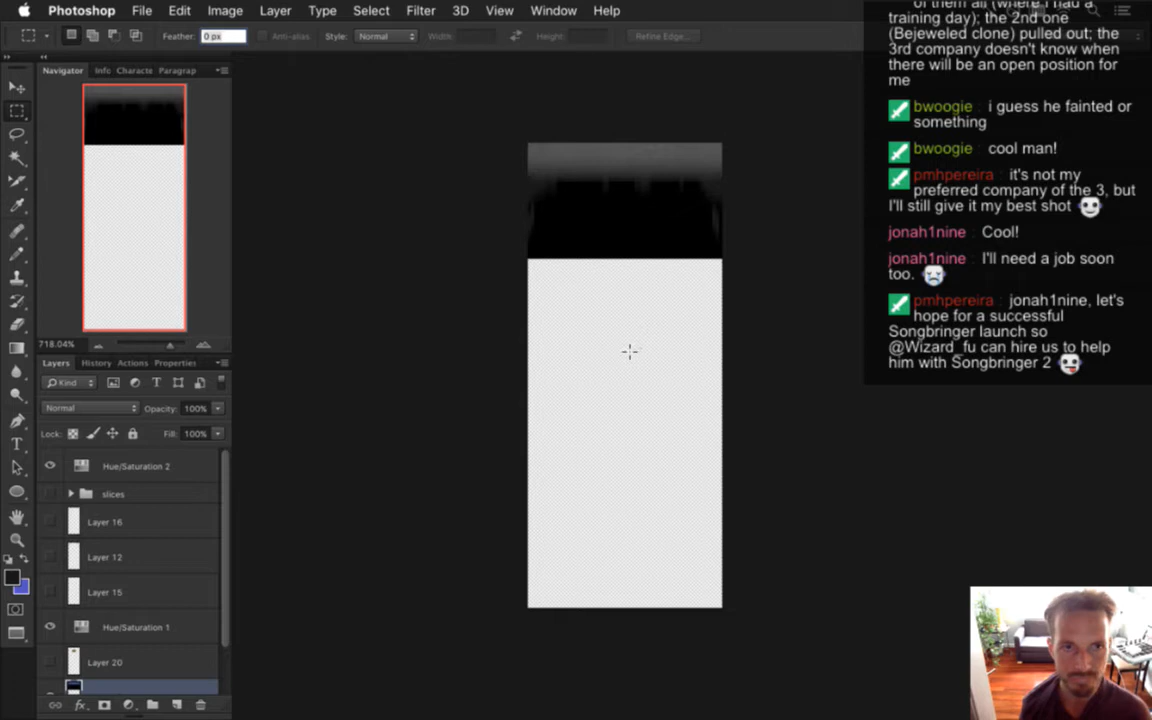 Photoshop File Edit Image Layer Type Select Filter 3D View Window Help
Feather: 0 px Anti-alias Style: Normal Width: Height: Refine Edge...
Navigator Info Characte Paragrap
718.04%
Layers History Actions Properties
Kind
Normal Opacity: 100%
Lock: Fill: 100%
Hue/Saturation 2
slices
Layer 16
Layer 12
Layer 15
Hue/Saturation 1
Layer 20
of them all (where I had a
training day); the 2nd one
(Bejeweled clone) pulled out; the
3rd company doesn't know when
there will be an open position for
me
bwoogie : i guess he fainted or
something
bwoogie : cool man!
pmhpereira : it's not my
preferred company of the 3, but
I'll still give it my best shot
jonah1nine : Cool!
jonah1nine : I'll need a job soon
too.
pmhpereira : jonah1nine, let's
hope for a successful
Songbringer launch so
@Wizard_fu can hire us to help
him with Songbringer 2